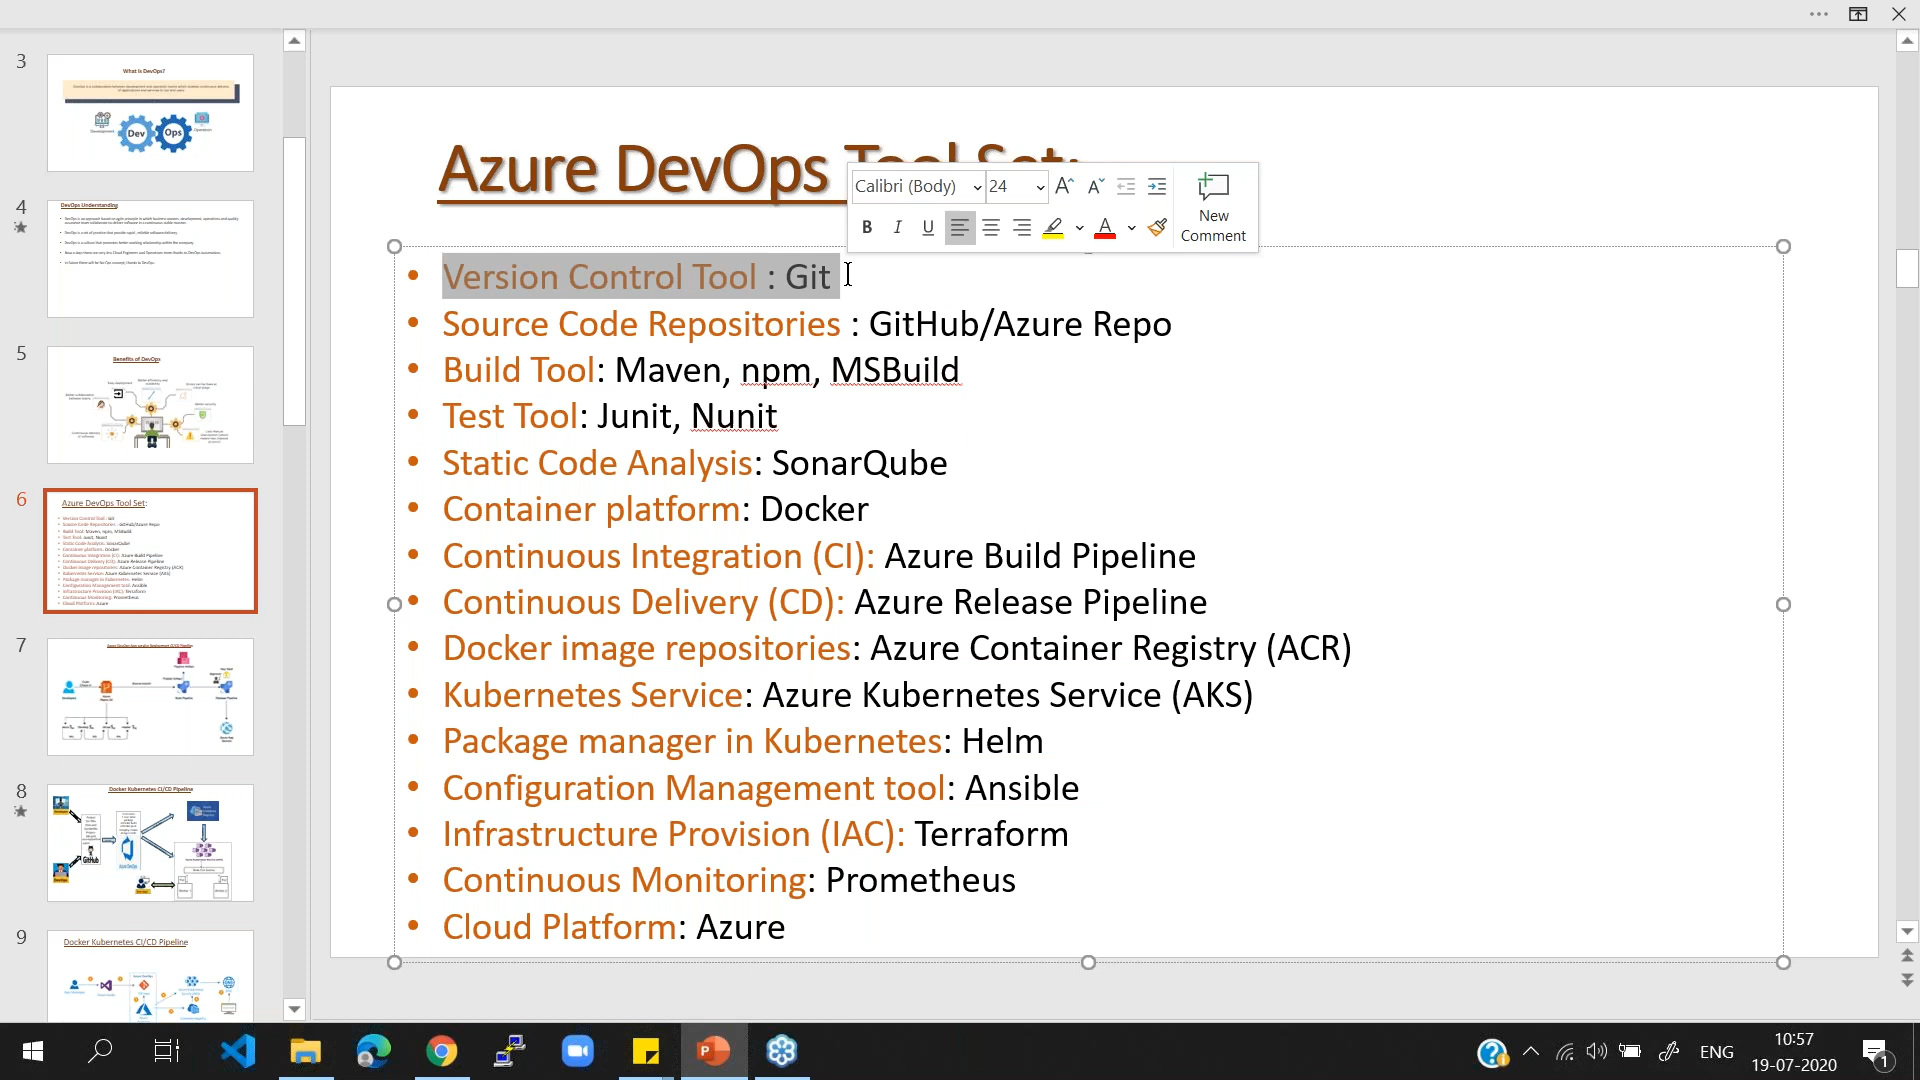 3
What is DevOps?
Dev
Ops
4
DevOps Understanding
5
Benefits of DevOps
6
Azure DevOps Tool Set:
7
8
Docker Kubernetes CI/CD Pipeline
GitHub
9
Docker Kubernetes CI/CD Pipeline
Azure DevOps Tool Set:
Calibri (Body)
24
New
Comment
B I U
• Version Control Tool : Git
• Source Code Repositories : GitHub/Azure Repo
• Build Tool: Maven, npm, MSBuild
• Test Tool: Junit, Nunit
• Static Code Analysis: SonarQube
• Container platform: Docker
• Continuous Integration (CI): Azure Build Pipeline
• Continuous Delivery (CD): Azure Release Pipeline
• Docker image repositories: Azure Container Registry (ACR)
• Kubernetes Service: Azure Kubernetes Service (AKS)
• Package manager in Kubernetes: Helm
• Configuration Management tool: Ansible
• Infrastructure Provision (IAC): Terraform
• Continuous Monitoring: Prometheus
• Cloud Platform: Azure
ENG
10:57
19-07-2020
1